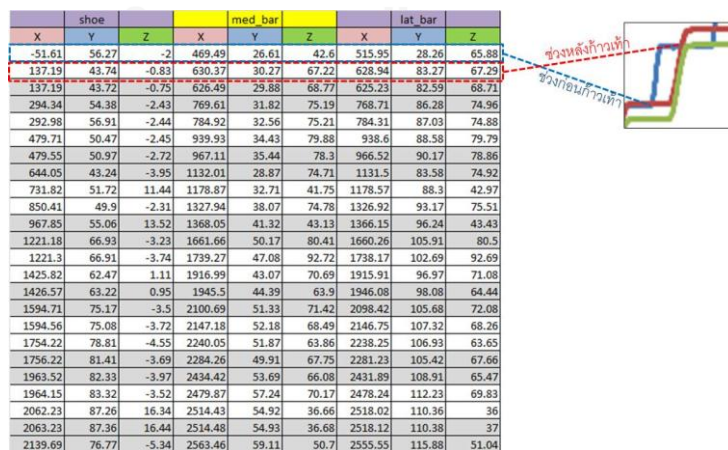 shoe med_bar lat_bar
X Y Z X Y Z X Y Z
-51.61 56.27 -2 469.49 26.61 42.6 515.95 28.26 65.88
137.19 43.74 -0.83 630.37 30.27 67.22 628.94 83.27 67.29
137.19 43.72 -0.75 626.49 29.88 68.77 625.23 82.59 68.71
294.34 54.38 -2.43 769.61 31.82 75.19 768.71 86.28 74.96
292.98 56.91 -2.44 784.92 32.56 75.21 784.31 87.03 74.88
479.71 50.47 -2.45 939.93 34.43 79.88 938.6 88.58 79.79
479.55 50.97 -2.72 967.11 35.44 78.3 966.52 90.17 78.86
644.05 43.24 -3.95 1132.01 28.87 74.71 1131.5 83.58 74.92
731.82 51.72 11.44 1178.87 32.71 41.75 1178.57 88.3 42.97
850.41 49.9 -2.31 1327.94 38.07 74.78 1326.92 93.17 75.51
967.85 55.06 13.52 1368.05 41.32 43.13 1366.15 96.24 43.43
1221.18 66.93 -3.23 1661.66 50.17 80.41 1660.26 105.91 80.5
1221.3 66.91 -3.74 1739.27 47.08 92.72 1738.17 102.69 92.69
1425.82 62.47 1.11 1916.99 43.07 70.69 1915.91 96.97 71.08
1426.57 63.22 0.95 1945.5 44.39 63.9 1946.08 98.08 64.44
1594.71 75.17 -3.5 2100.69 51.33 71.42 2098.42 105.68 72.08
1594.56 75.08 -3.72 2147.18 52.18 68.49 2146.75 107.32 68.26
1754.22 78.81 -4.55 2240.05 51.87 63.86 2238.25 106.93 63.65
1756.22 81.41 -3.69 2284.26 49.91 67.75 2281.23 105.42 67.66
1963.52 82.33 -3.97 2434.42 53.69 66.08 2431.89 108.91 65.47
1964.15 83.32 -3.52 2479.87 57.24 70.17 2478.24 112.23 69.83
2062.23 87.26 16.34 2514.43 54.92 36.66 2518.02 110.36 36
2063.23 87.36 16.44 2514.48 54.93 36.68 2518.12 110.38 37
2139.69 76.77 -5.34 2563.46 59.11 50.7 2555.55 115.88 51.04
ช่วงหลังก้าวเท้า
ช่วงก่อนก้าวเท้า